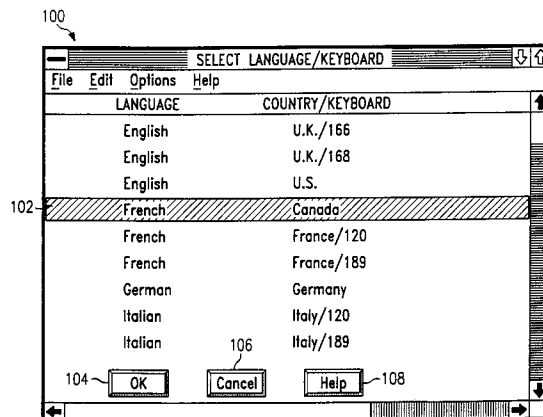 100
SELECT LANGUAGE/KEYBOARD
File Edit Options Help
LANGUAGE COUNTRY/KEYBOARD
English U.K./166
English U.K./168
English U.S.
102 French Canada
French France/120
French France/189
German Germany
Italian Italy/120
Italian Italy/189
106
104 OK Cancel Help 108